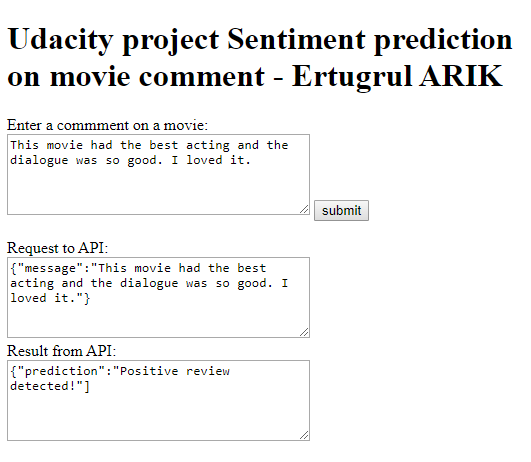 Udacity project Sentiment prediction
on movie comment - Ertugrul ARIK
Enter a commment on a movie:
This movie had the best acting and the
dialogue was so good. I loved it.
submit
Request to API:
{"message":"This movie had the best
acting and the dialogue was so good. I
loved it."}
Result from API:
{"prediction":"Positive review
detected!"]